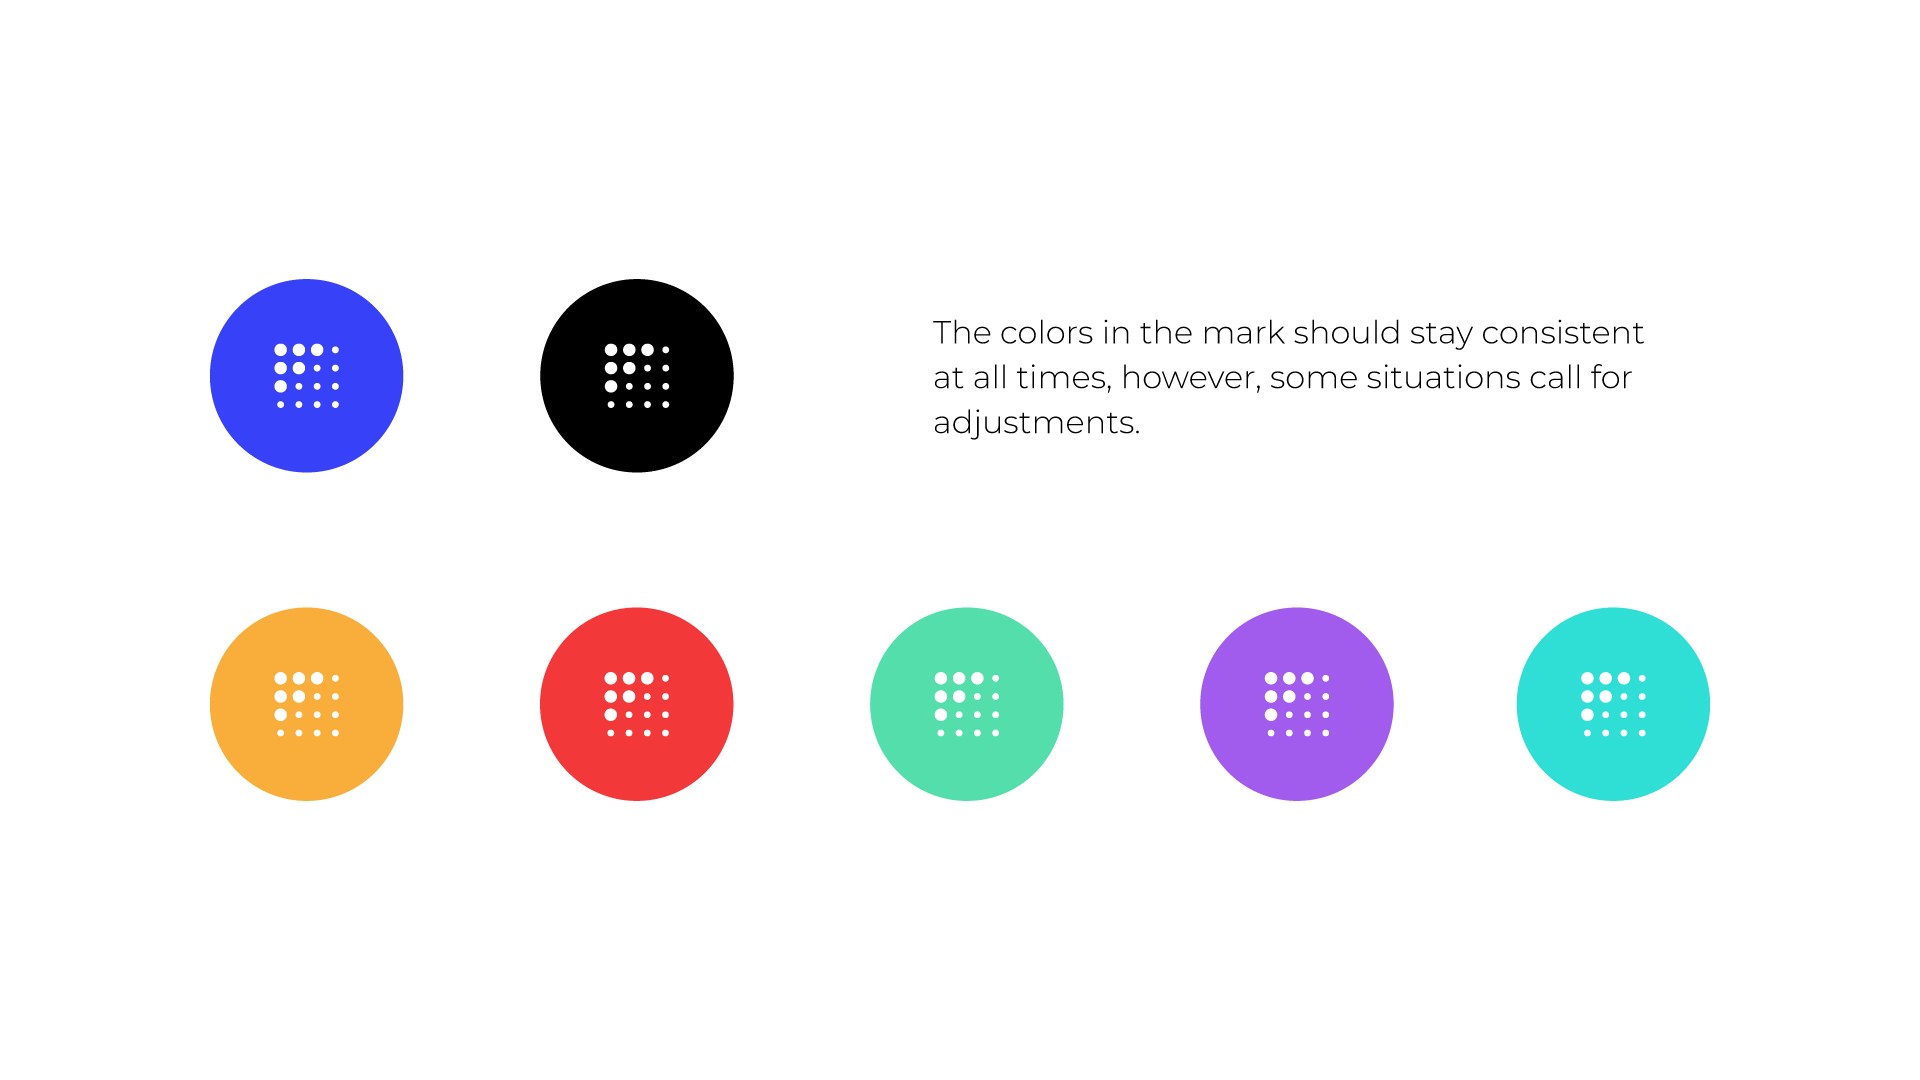 The colors in the mark should stay consistent
at all times, however, some situations call for
adjustments.